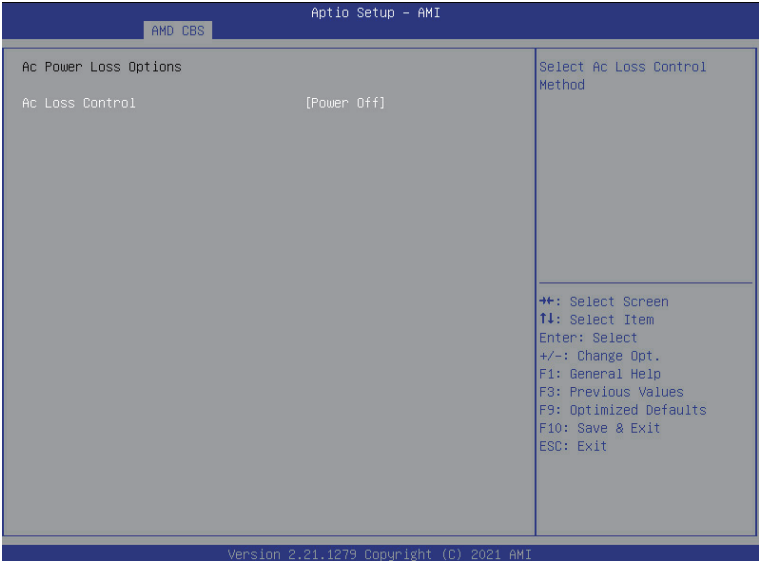 Aptio Setup - AMI
AMD CBS
Ac Power Loss Options
Ac Loss Control [Power Off]
Select Ac Loss Control
Method
→←: Select Screen
↑↓: Select Item
Enter: Select
+/-: Change Opt.
F1: General Help
F3: Previous Values
F9: Optimized Defaults
F10: Save & Exit
ESC: Exit
Version 2.21.1279 Copyright (C) 2021 AMI